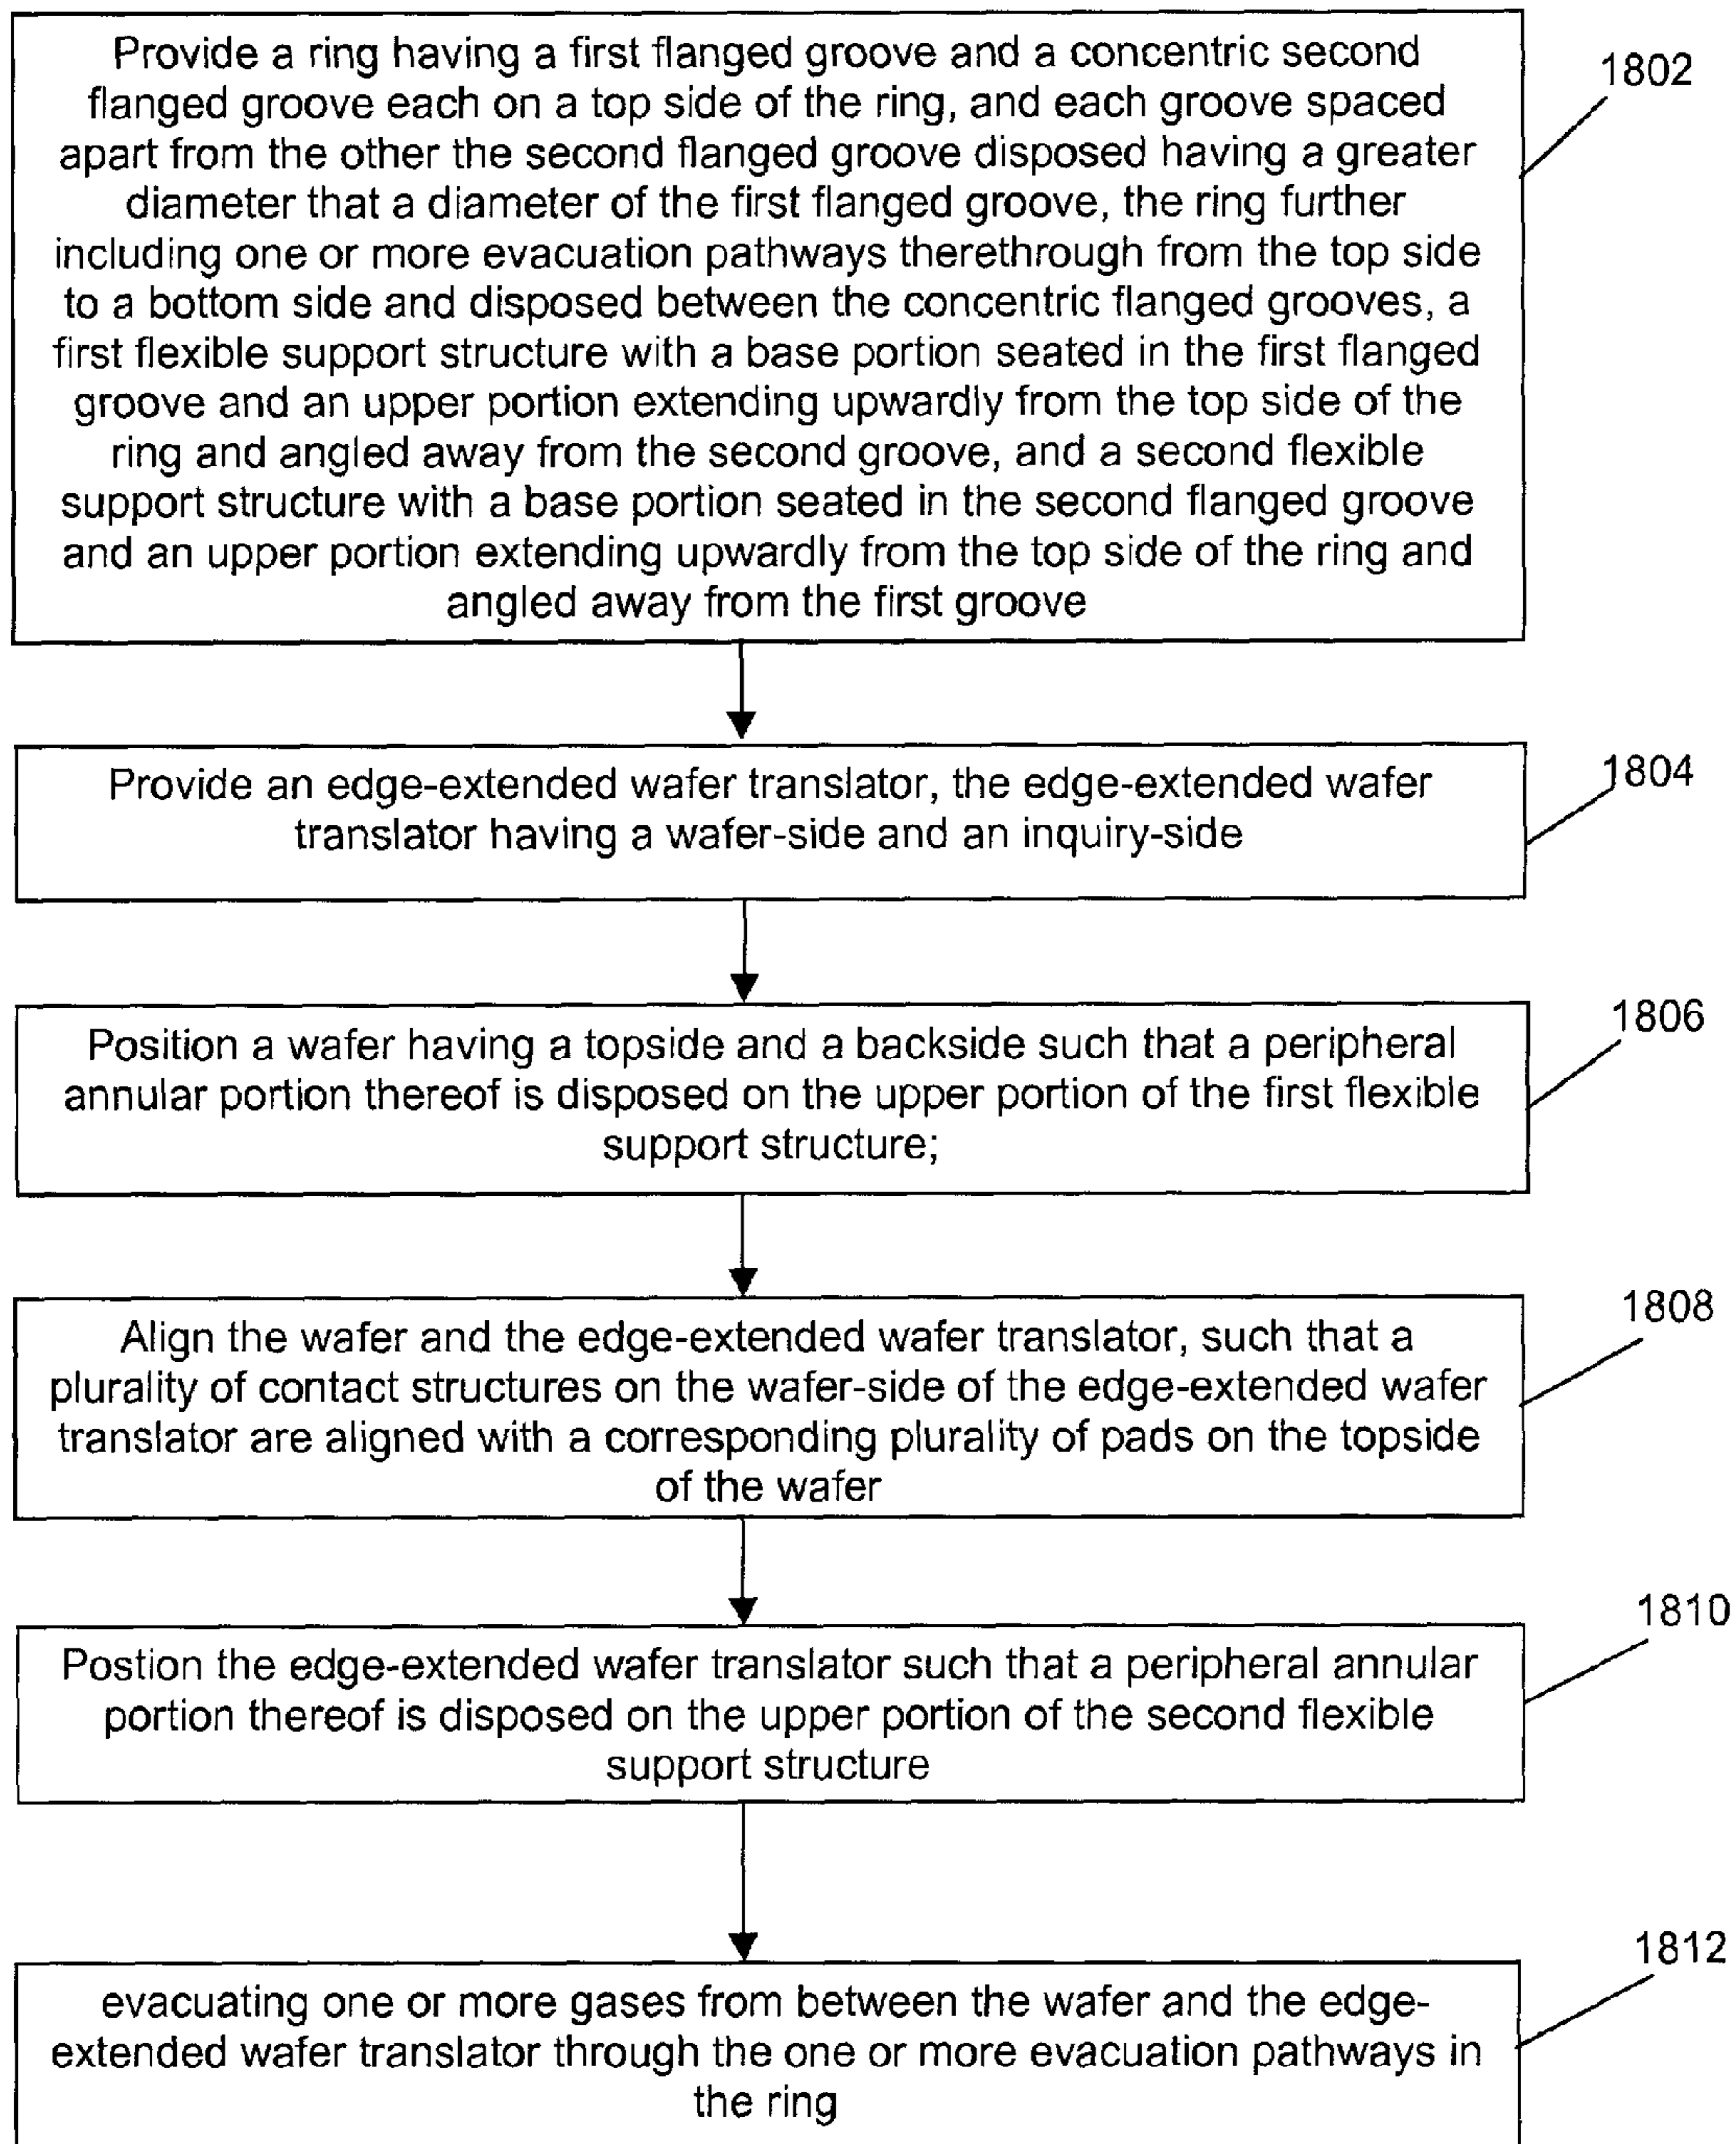 Provide a ring having a first flanged groove and a concentric second
flanged groove each on a top side of the ring, and each groove spaced
apart from the other the second flanged groove disposed having a greater
diameter that a diameter of the first flanged groove, the ring further
including one or more evacuation pathways therethrough from the top side
to a bottom side and disposed between the concentric flanged grooves, a
first flexible support structure with a base portion seated in the first flanged
groove and an upper portion extending upwardly from the top side of the
ring and angled away from the second groove, and a second flexible
support structure with a base portion seated in the second flanged groove
and an upper portion extending upwardly from the top side of the ring and
angled away from the first groove
1802
Provide an edge-extended wafer translator, the edge-extended wafer
translator having a wafer-side and an inquiry-side
1804
Position a wafer having a topside and a backside such that a peripheral
annular portion thereof is disposed on the upper portion of the first flexible
support structure;
1806
Align the wafer and the edge-extended wafer translator, such that a
plurality of contact structures on the wafer-side of the edge-extended wafer
translator are aligned with a corresponding plurality of pads on the topside
of the wafer
1808
Postion the edge-extended wafer translator such that a peripheral annular
portion thereof is disposed on the upper portion of the second flexible
support structure
1810
evacuating one or more gases from between the wafer and the edge-
extended wafer translator through the one or more evacuation pathways in
the ring
1812